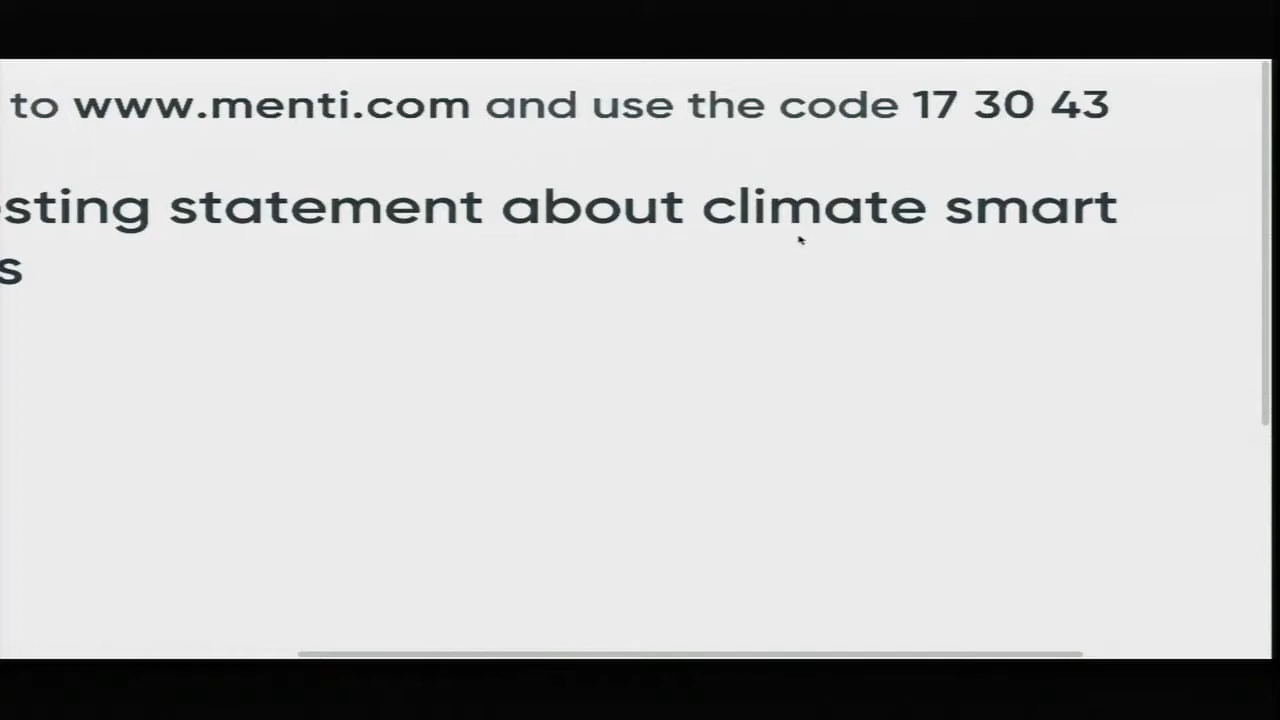 to www.menti.com and use the code 17 30 43
sting statement about climate smart
s